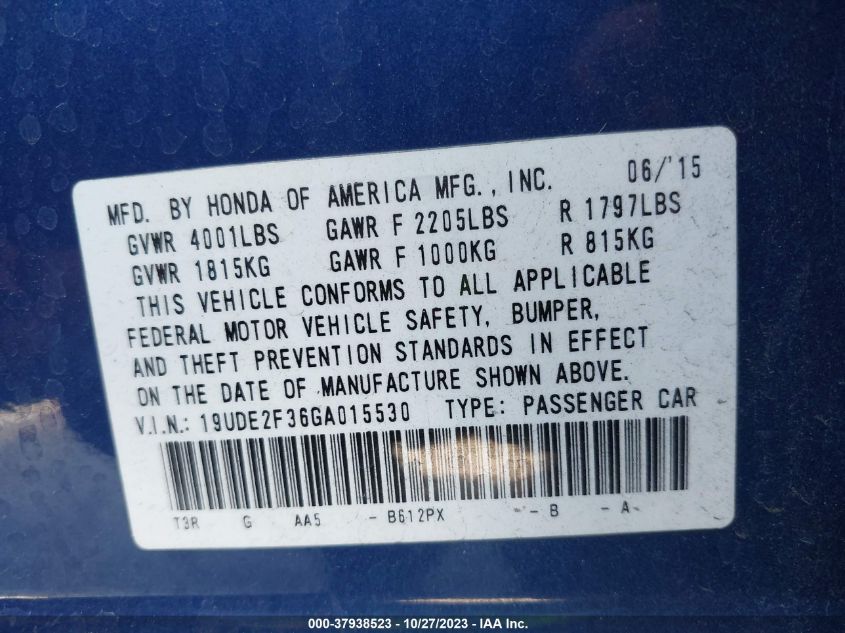 MFD. BY HONDA OF AMERICA MFG., INC. 06/'15
GVWR 4001LBS GAWR F 2205LBS R 1797LBS
GVWR 1815KG GAWR F 1000KG R 815KG
THIS VEHICLE CONFORMS TO ALL APPLICABLE
FEDERAL MOTOR VEHICLE SAFETY, BUMPER,
AND THEFT PREVENTION STANDARDS IN EFFECT
ON THE DATE OF MANUFACTURE SHOWN ABOVE.
V.I.N.: 19UDE2F36GA015530 TYPE: PASSENGER CAR
T3R G AA5 - B612PX - B - A-
000-37938523 - 10/27/2023 - IAA Inc.